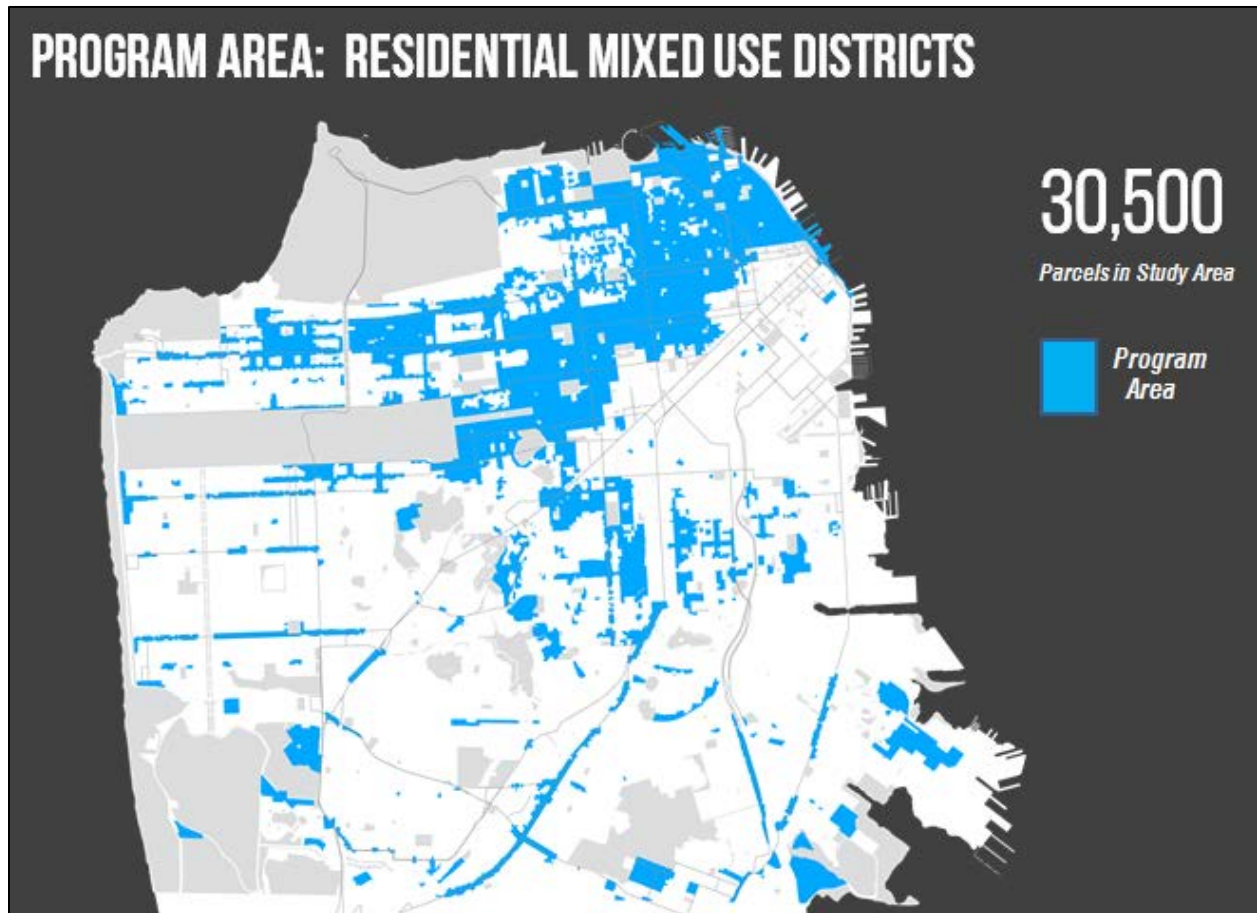 PROGRAM AREA: RESIDENTIAL MIXED USE DISTRICTS
30,500
Parcels in Study Area
Program
Area